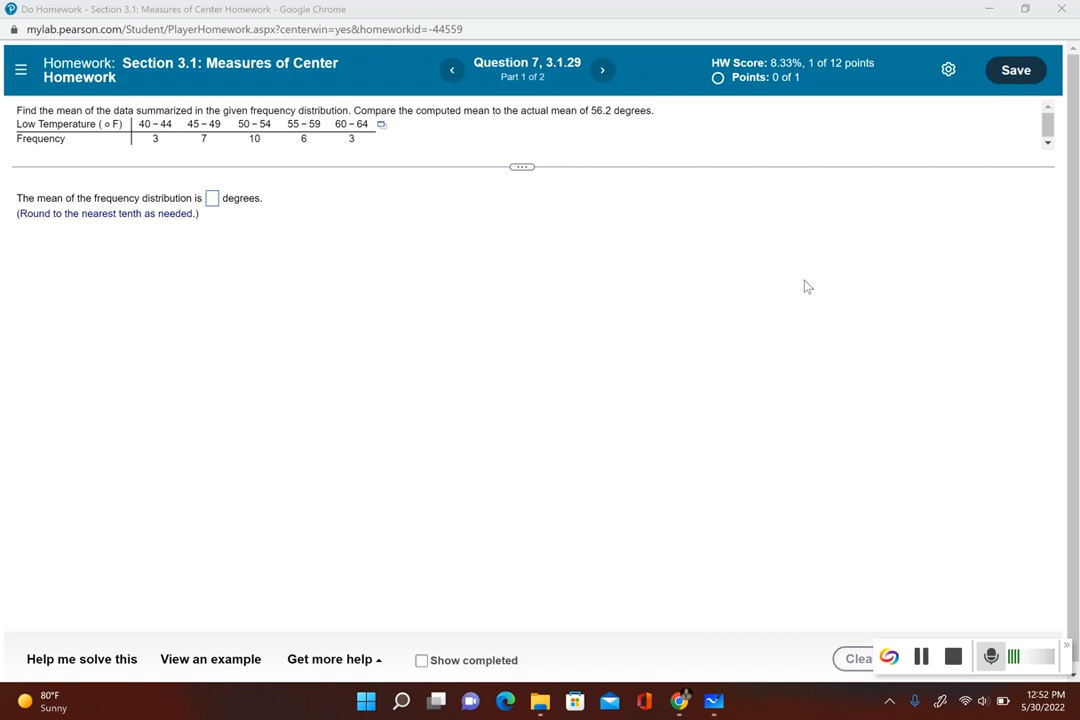 Do Homework - Section 3.1: Measures of Center Homework - Google Chrome
mylab.pearson.com/Student/PlayerHomework.aspx?centerwin=yes&homeworkid=-44559
Homework: Section 3.1: Measures of Center Homework
Question 7, 3.1.29
Part 1 of 2
HW Score: 8.33%, 1 of 12 points
Points: 0 of 1
Save
Find the mean of the data summarized in the given frequency distribution. Compare the computed mean to the actual mean of 56.2 degrees.
Low Temperature (∘F) 40–44 45–49 50–54 55–59 60–64
Frequency 3 7 10 6 3
The mean of the frequency distribution is degrees.
(Round to the nearest tenth as needed.)
Help me solve this
View an example
Get more help
Show completed
Clea
80°F
Sunny
12:52 PM
5/30/2022